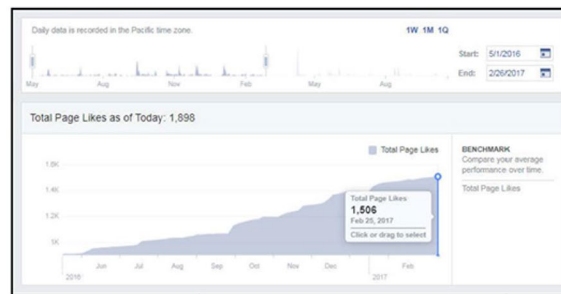 Daily data is recorded in the Pacific time zone.
1W 1M 1Q
Start: 5/1/2016
End: 2/26/2017
May Aug Nov Feb May Aug
Total Page Likes as of Today: 1,898
Total Page Likes
BENCHMARK
Compare your average
performance over time.
Total Page Likes
1.8K
1.4K
1.2K
1K
Total Page Likes
1,506
Feb 25, 2017
Click or drag to select
Jun Jul Aug Sep Oct Nov Dec Feb
2016 2017